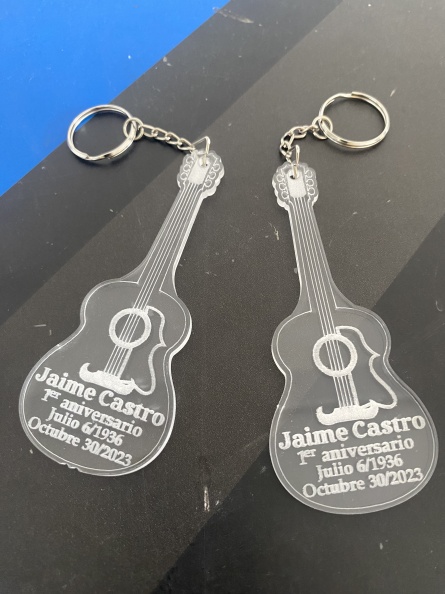 Jaime Castro
1er aniversario
Julio 6/1936
Octubre 30/2023
Jaime Castro
1er aniversario
Julio 6/1936
Octubre 30/2023